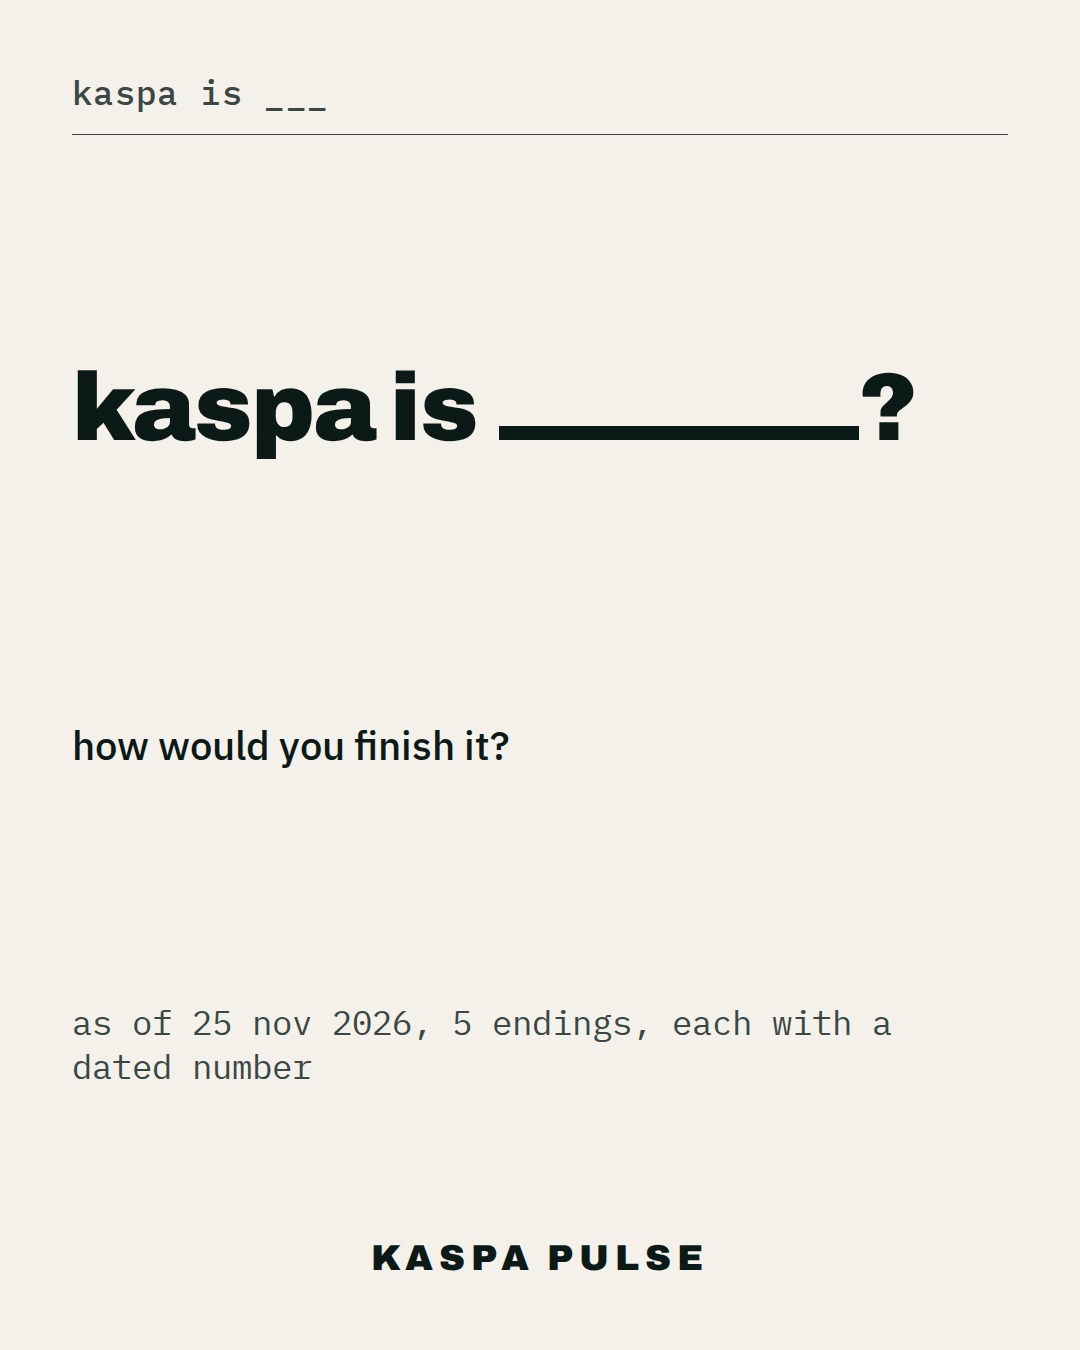 kaspa is ___
kaspa is ________?
how would you finish it?
as of 25 nov 2026, 5 endings, each with a
dated number
KASPA PULSE